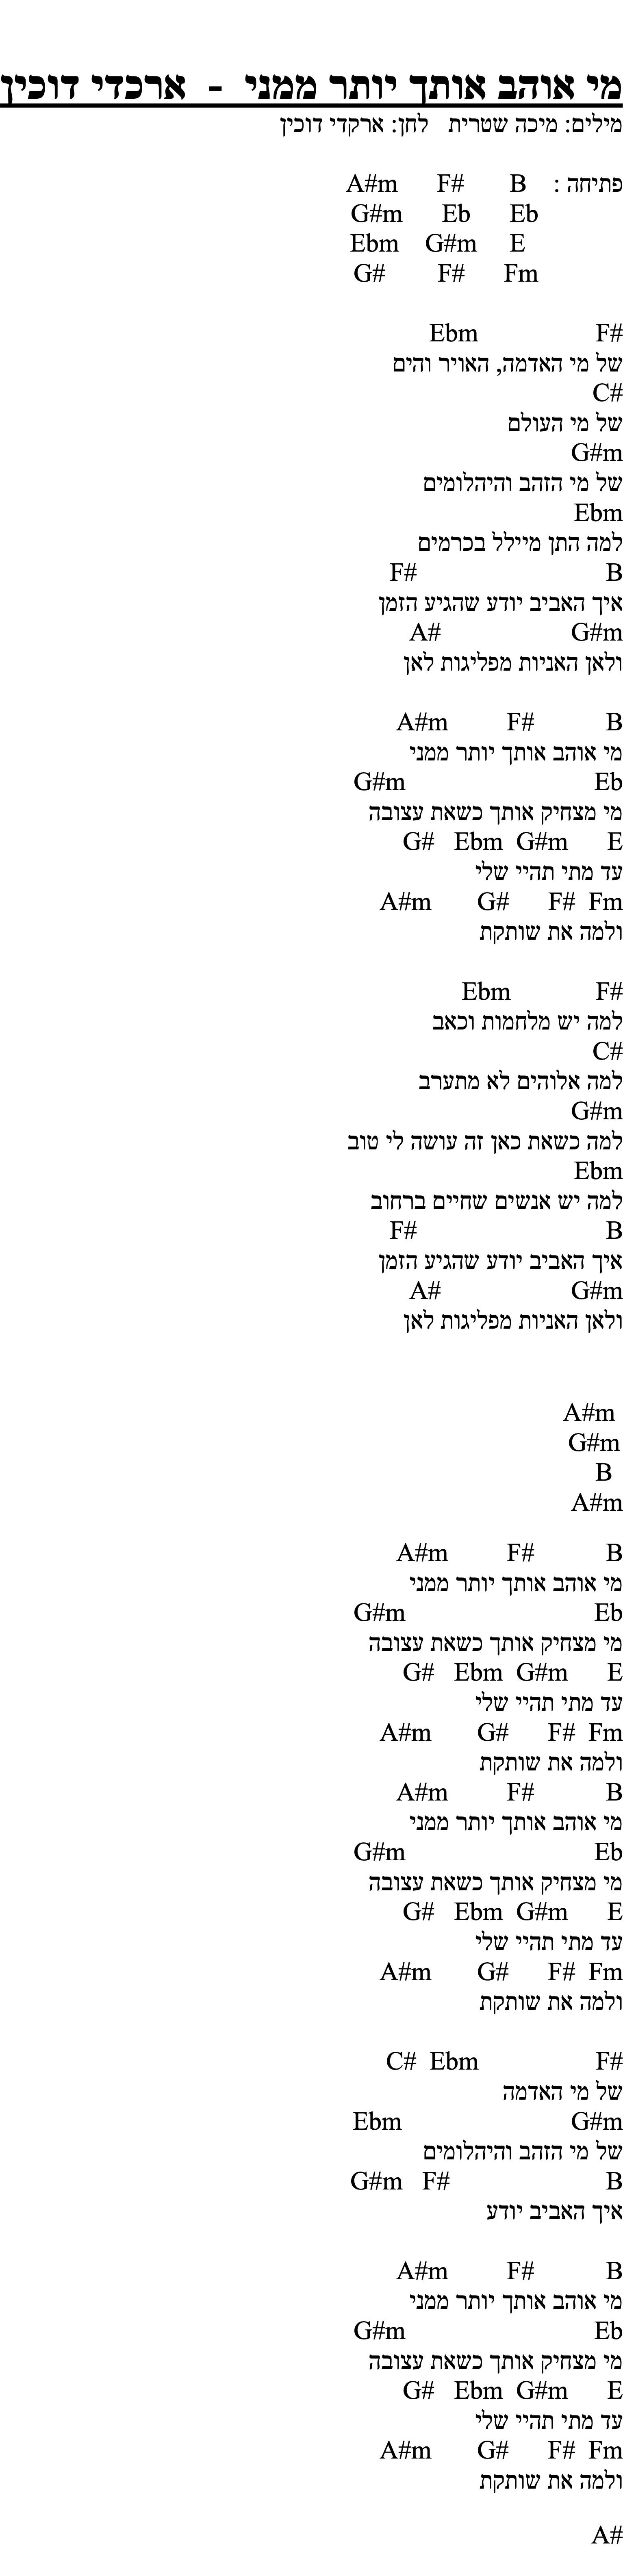 מי אוהב אותך יותר ממני - ארכדי דוכין
מילים: מיכה שטרית   לחן: ארקדי דוכין
פתיחה :   B   F#   A#m
Eb   Eb   G#m
E   G#m   Ebm
Fm   F#   G#
F#   Ebm
של מי האדמה, האויר והים
C#
של מי העולם
G#m
של מי הזהב והיהלומים
Ebm
למה התן מיילל בכרמים
B   F#
איך האביב יודע שהגיע הזמן
G#m   A#
ולאן האניות מפליגות לאן
B   F#   A#m
מי אוהב אותך יותר ממני
Eb   G#m
מי מצחיק אותך כשאת עצובה
E   G#m   Ebm   G#
עד מתי תהיי שלי
Fm   F#   G#   A#m
ולמה את שותקת
F#   Ebm
למה יש מלחמות וכאב
C#
למה אלוהים לא מתערב
G#m
למה כשאת כאן זה עושה לי טוב
Ebm
למה יש אנשים שחיים ברחוב
B   F#
איך האביב יודע שהגיע הזמן
G#m   A#
ולאן האניות מפליגות לאן
A#m
G#m
B
A#m
B   F#   A#m
מי אוהב אותך יותר ממני
Eb   G#m
מי מצחיק אותך כשאת עצובה
E   G#m   Ebm   G#
עד מתי תהיי שלי
Fm   F#   G#   A#m
ולמה את שותקת
B   F#   A#m
מי אוהב אותך יותר ממני
Eb   G#m
מי מצחיק אותך כשאת עצובה
E   G#m   Ebm   G#
עד מתי תהיי שלי
Fm   F#   G#   A#m
ולמה את שותקת
F#   Ebm   C#
של מי האדמה
G#m   Ebm
של מי הזהב והיהלומים
B   F#   G#m
איך האביב יודע
B   F#   A#m
מי אוהב אותך יותר ממני
Eb   G#m
מי מצחיק אותך כשאת עצובה
E   G#m   Ebm   G#
עד מתי תהיי שלי
Fm   F#   G#   A#m
ולמה את שותקת
A#